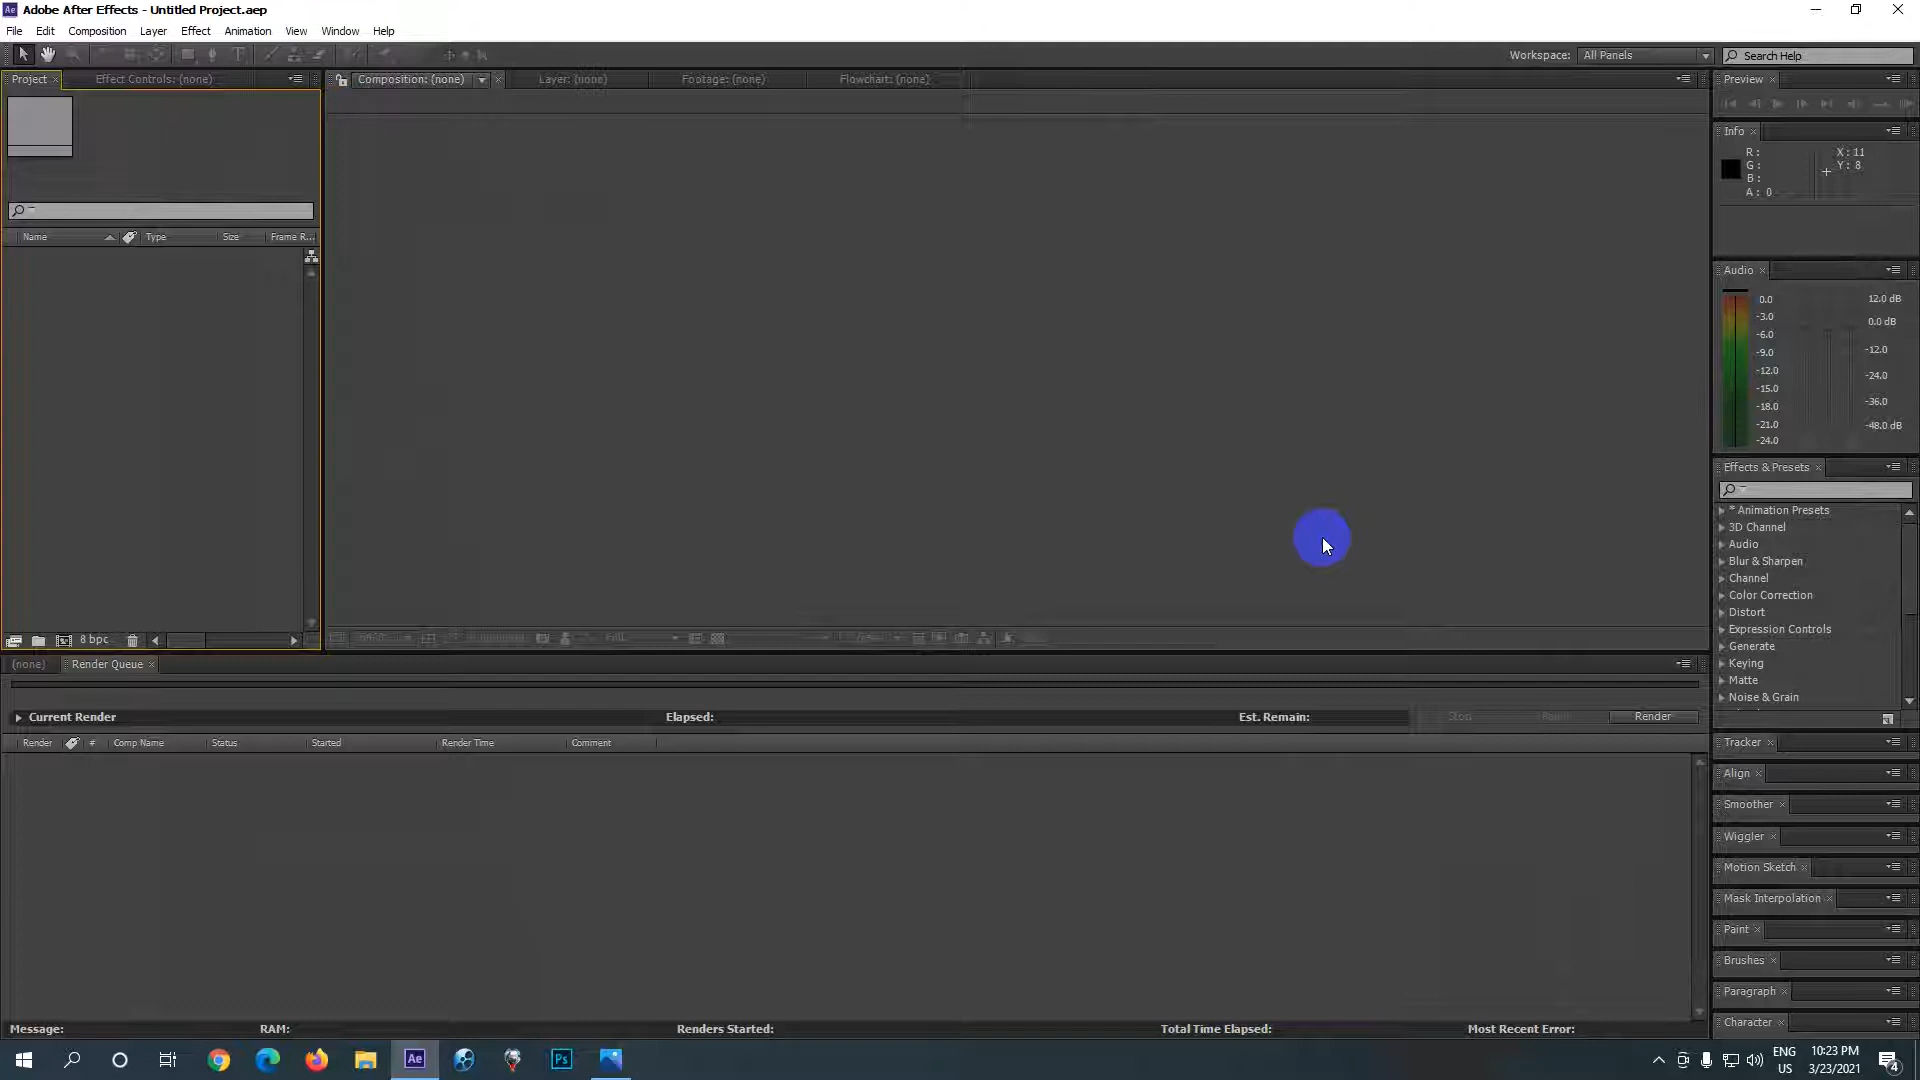 Adobe After Effects - Untitled Project.aep
File Edit Composition Layer Effect Animation View Window Help
Workspace: All Panels Search Help
Project Effect Controls: (none) Composition: (none) Layer: (none) Footage: (none) Flowchart: (none) Preview
Info
R :
G :
B :
A : 0
X : 11
Y : 8
Name Type Size Frame R...
Audio
0.0
-3.0
-6.0
-9.0
-12.0
-15.0
-18.0
-21.0
-24.0
12.0 dB
0.0 dB
-12.0
-24.0
-36.0
-48.0 dB
Effects & Presets
* Animation Presets
3D Channel
Audio
Blur & Sharpen
Channel
Color Correction
Distort
Expression Controls
Generate
Keying
Matte
Noise & Grain
8 bpc
Full
(none) Render Queue
Current Render Elapsed: Est. Remain: Stop Pause Render
Render # Comp Name Status Started Render Time Comment
Tracker
Align
Smoother
Wiggler
Motion Sketch
Mask Interpolation
Paint
Brushes
Paragraph
Character
Message: RAM: Renders Started: Total Time Elapsed: Most Recent Error:
Ae Ps
ENG
US
10:23 PM
3/23/2021
4